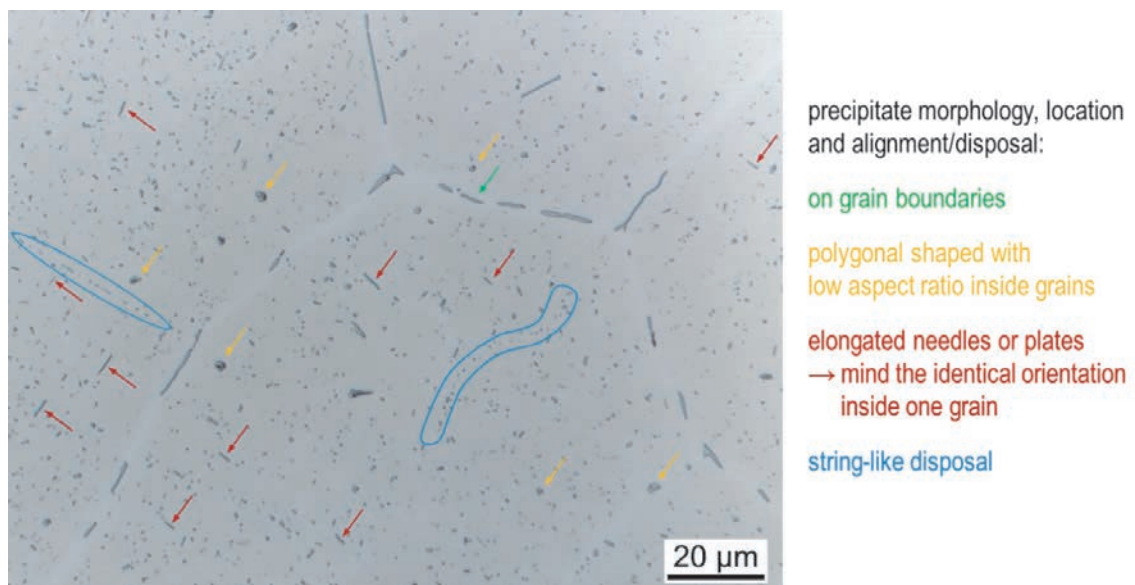 precipitate morphology, location
and alignment/disposal:
on grain boundaries
polygonal shaped with
low aspect ratio inside grains
elongated needles or plates
→ mind the identical orientation
inside one grain
string-like disposal
20 µm